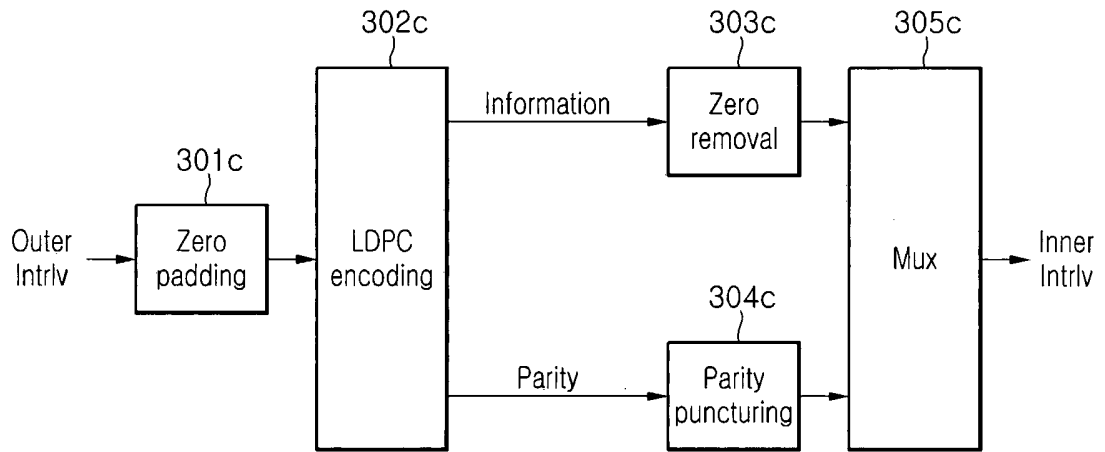 302c
303c
305c
Information
Zero
removal
301c
Outer
Intrlv
Zero
padding
LDPC
encoding
Mux
Inner
Intrlv
304c
Parity
Parity
puncturing